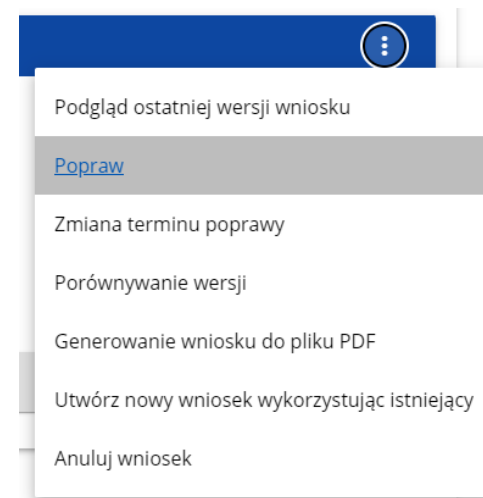 Podgląd ostatniej wersji wniosku
Popraw
Zmiana terminu poprawy
Porównywanie wersji
Generowanie wniosku do pliku PDF
Utwórz nowy wniosek wykorzystując istniejący
Anuluj wniosek